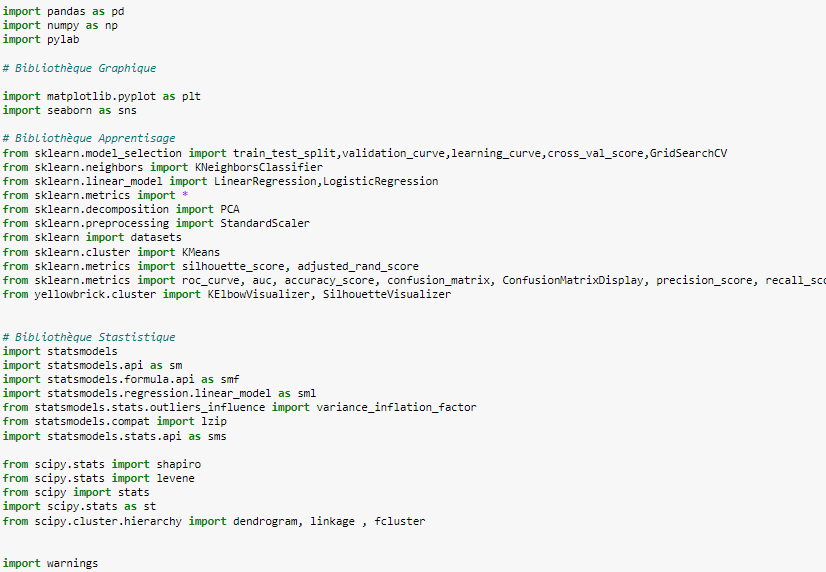 import pandas as pd
import numpy as np
import pylab
# Bibliothèque Graphique
import matplotlib.pyplot as plt
import seaborn as sns
# Bibliothèque Apprentisage
from sklearn.model_selection import train_test_split,validation_curve,learning_curve,cross_val_score,GridSearchCV
from sklearn.neighbors import KNeighborsClassifier
from sklearn.linear_model import LinearRegression,LogisticRegression
from sklearn.metrics import *
from sklearn.decomposition import PCA
from sklearn.preprocessing import StandardScaler
from sklearn import datasets
from sklearn.cluster import KMeans
from sklearn.metrics import silhouette_score, adjusted_rand_score
from sklearn.metrics import roc_curve, auc, accuracy_score, confusion_matrix, ConfusionMatrixDisplay, precision_score, recall_sco
from yellowbrick.cluster import KElbowVisualizer, SilhouetteVisualizer
# Bibliothèque Stastistique
import statsmodels
import statsmodels.api as sm
import statsmodels.formula.api as smf
import statsmodels.regression.linear_model as sml
from statsmodels.stats.outliers_influence import variance_inflation_factor
from statsmodels.compat import lzip
import statsmodels.stats.api as sms
from scipy.stats import shapiro
from scipy.stats import levene
from scipy import stats
import scipy.stats as st
from scipy.cluster.hierarchy import dendrogram, linkage , fcluster
import warnings